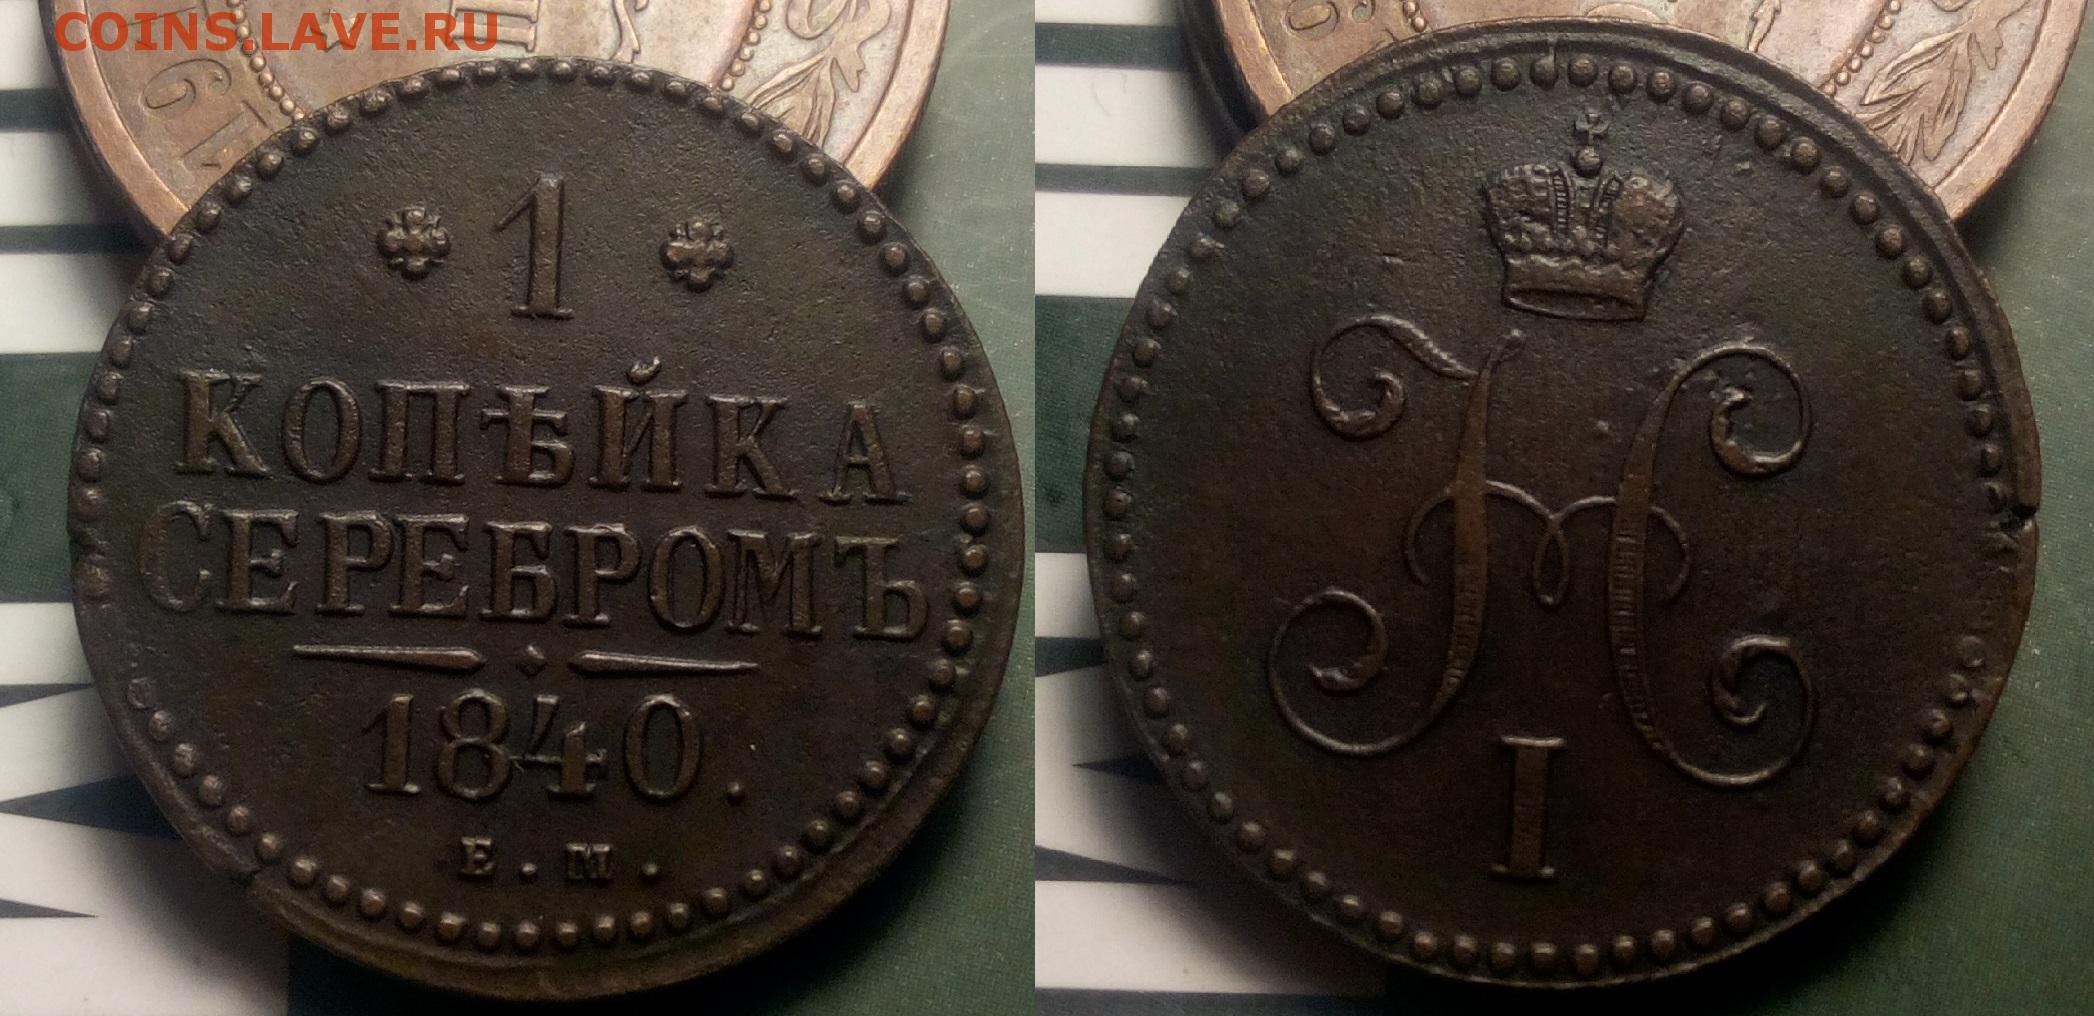 COINS.LAVE.RU
1
КОПѢЙКА
СЕРЕБРОМЪ
1840.
Е.М.
Н
I